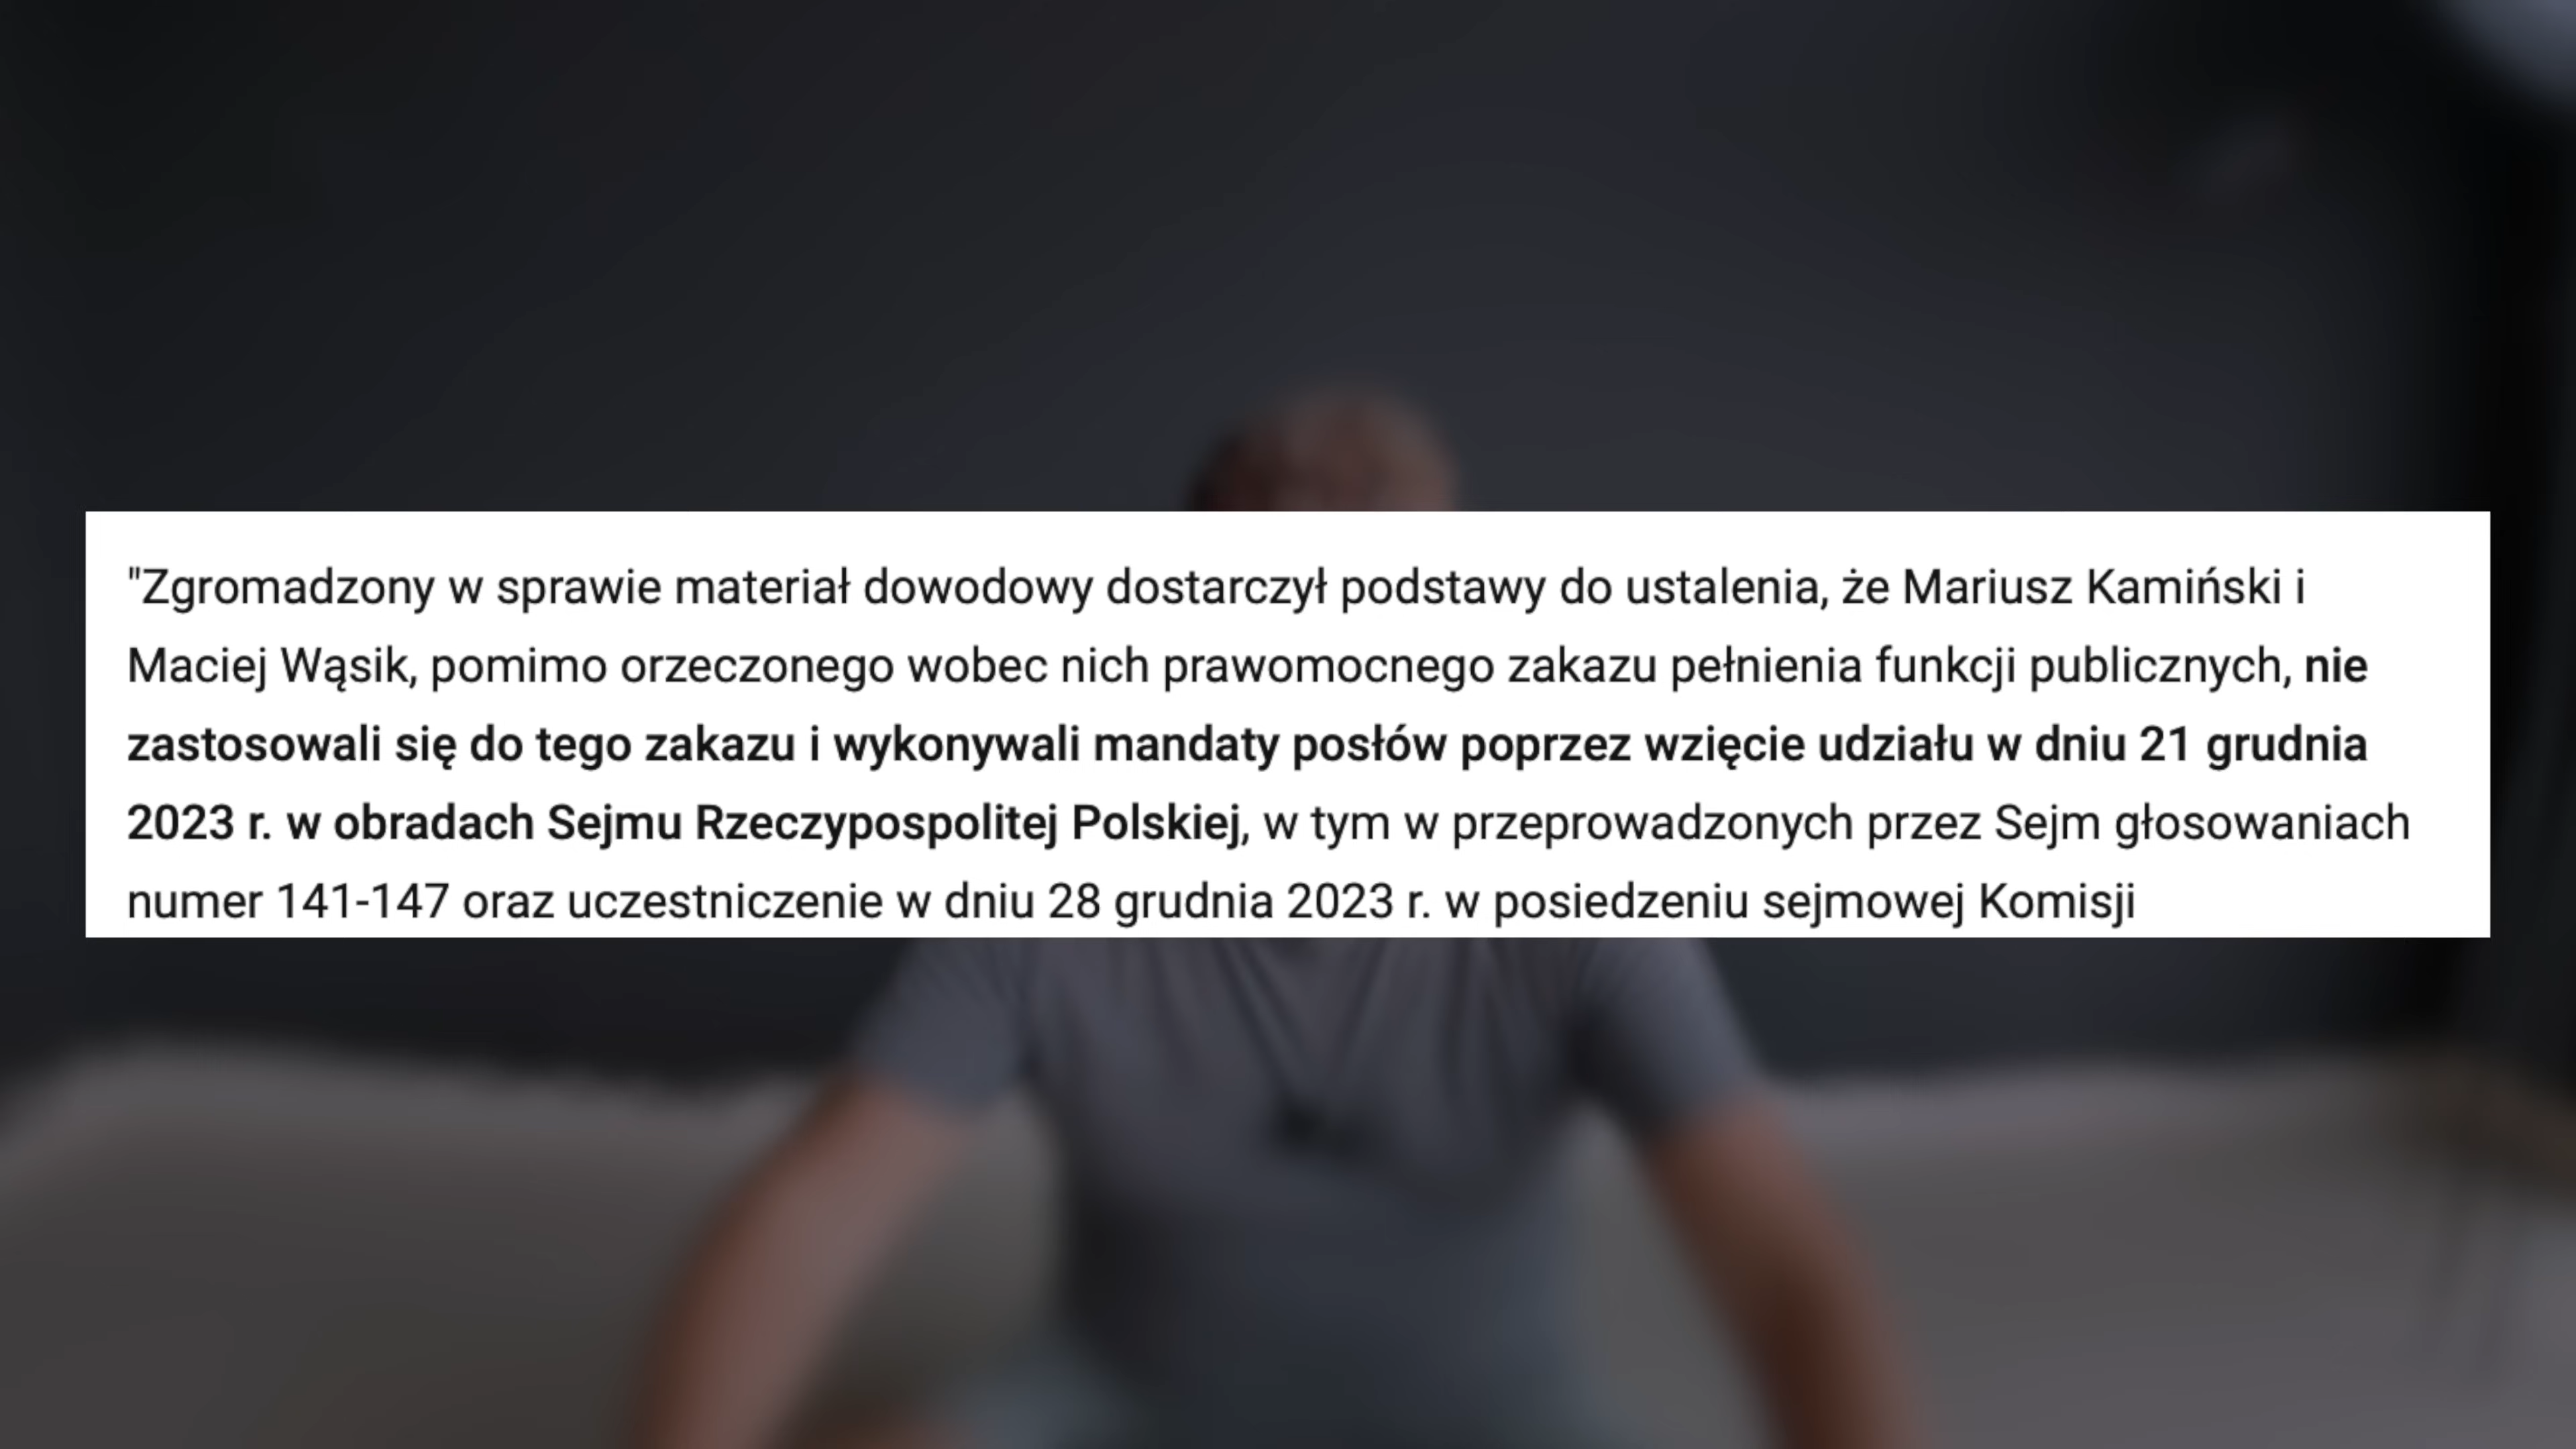 "Zgromadzony w sprawie materiał dowodowy dostarczył podstawy do ustalenia, że Mariusz Kamiński i
Maciej Wąsik, pomimo orzeczonego wobec nich prawomocnego zakazu pełnienia funkcji publicznych, nie
zastosowali się do tego zakazu i wykonywali mandaty posłów poprzez wzięcie udziału w dniu 21 grudnia
2023 r. w obradach Sejmu Rzeczypospolitej Polskiej, w tym w przeprowadzonych przez Sejm głosowaniach
numer 141-147 oraz uczestniczenie w dniu 28 grudnia 2023 r. w posiedzeniu sejmowej Komisji